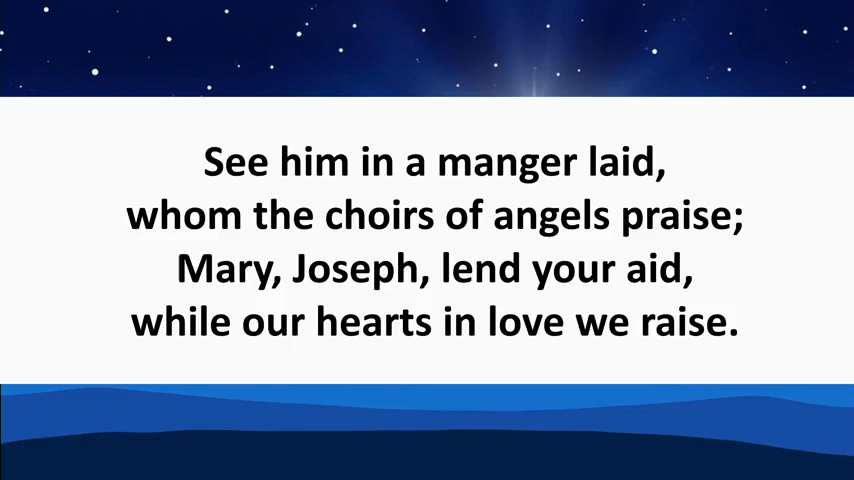 See him in a manger laid,
whom the choirs of angels praise;
Mary, Joseph, lend your aid,
while our hearts in love we raise.